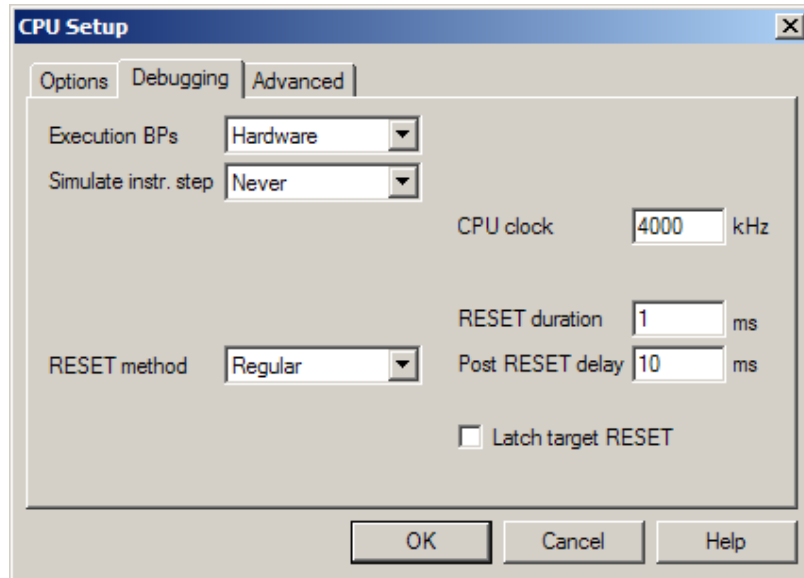 CPU Setup
Options Debugging Advanced
Execution BPs Hardware
Simulate instr. step Never
CPU clock 4000 kHz
RESET duration 1 ms
RESET method Regular Post RESET delay 10 ms
Latch target RESET
OK Cancel Help